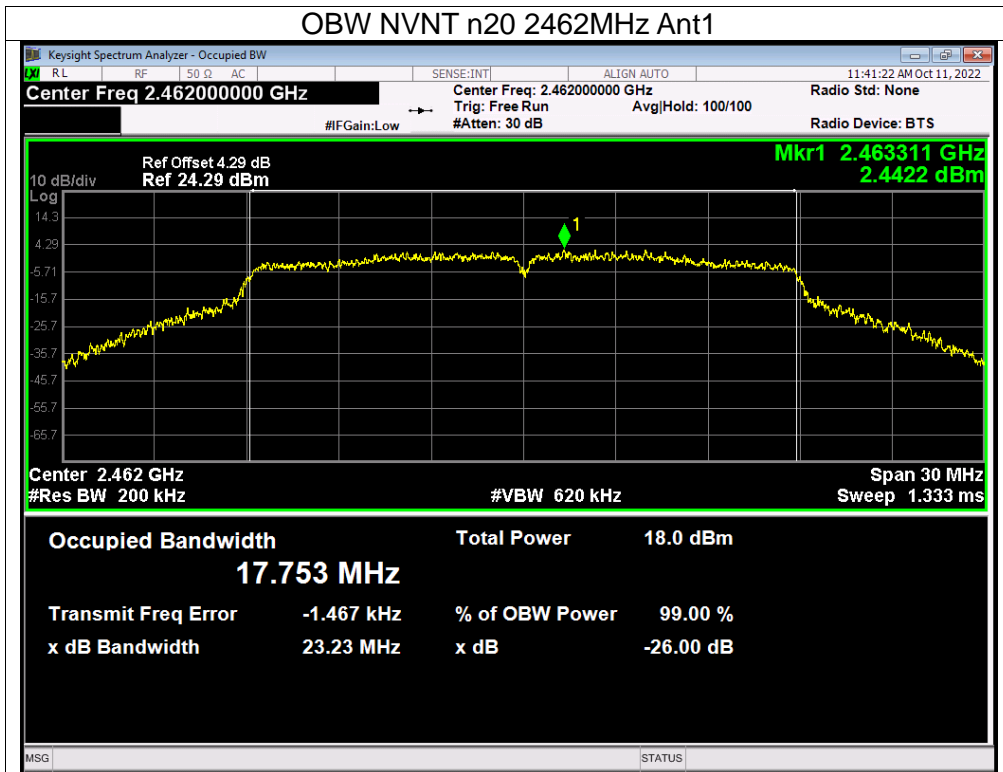 OBW NVNT n20 2462MHz Ant1
Keysight Spectrum Analyzer - Occupied BW
LXI RL RF 50 Ω AC SENSE:INT ALIGN AUTO 11:41:22 AM Oct 11, 2022
Center Freq 2.462000000 GHz Center Freq: 2.462000000 GHz Radio Std: None
Trig: Free Run Avg|Hold: 100/100
#IFGain:Low #Atten: 30 dB Radio Device: BTS
Mkr1 2.463311 GHz
Ref Offset 4.29 dB
2.4422 dBm
10 dB/div Ref 24.29 dBm
Log
14.3
1
4.29
-5.71
-15.7
-25.7
-35.7
-45.7
-55.7
-65.7
Center 2.462 GHz Span 30 MHz
#Res BW 200 kHz #VBW 620 kHz Sweep 1.333 ms
Occupied Bandwidth Total Power 18.0 dBm
17.753 MHz
Transmit Freq Error -1.467 kHz % of OBW Power 99.00 %
x dB Bandwidth 23.23 MHz x dB -26.00 dB
MSG STATUS